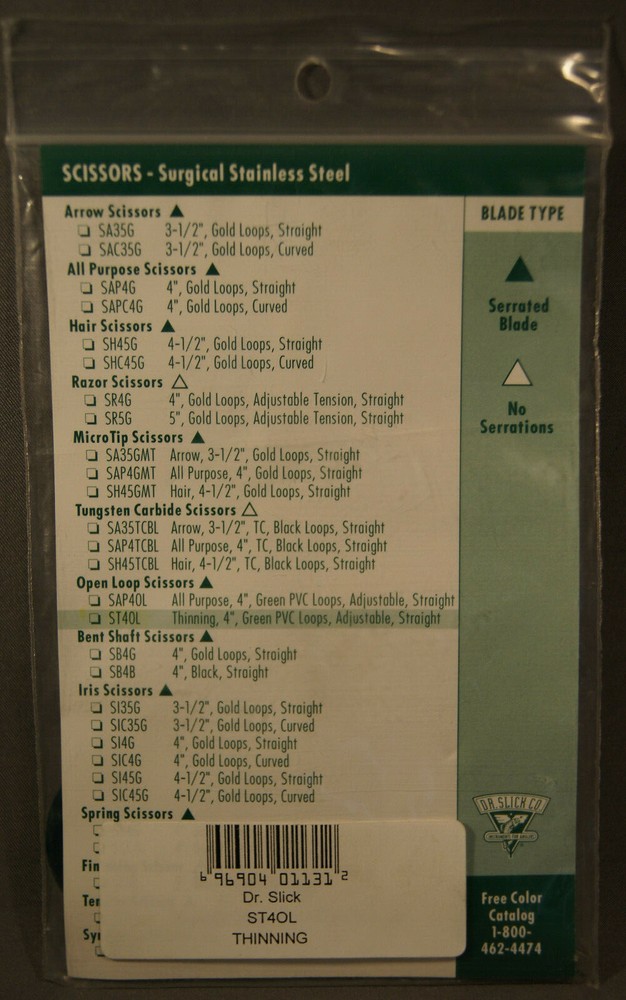 SCISSORS - Surgical Stainless Steel
BLADE TYPE
Serrated
Blade
No
Serrations
Arrow Scissors ▲
❏ SA35G 3-1/2", Gold Loops, Straight
❏ SAC35G 3-1/2", Gold Loops, Curved
All Purpose Scissors ▲
❏ SAP4G 4", Gold Loops, Straight
❏ SAPC4G 4", Gold Loops, Curved
Hair Scissors ▲
❏ SH45G 4-1/2", Gold Loops, Straight
❏ SHC45G 4-1/2", Gold Loops, Curved
Razor Scissors △
❏ SR4G 4", Gold Loops, Adjustable Tension, Straight
❏ SR5G 5", Gold Loops, Adjustable Tension, Straight
MicroTip Scissors ▲
❏ SA35GMT Arrow, 3-1/2", Gold Loops, Straight
❏ SAP4GMT All Purpose, 4", Gold Loops, Straight
❏ SH45GMT Hair, 4-1/2", Gold Loops, Straight
Tungsten Carbide Scissors △
❏ SA35TCBL Arrow, 3-1/2", TC, Black Loops, Straight
❏ SAP4TCBL All Purpose, 4", TC, Black Loops, Straight
❏ SH45TCBL Hair, 4-1/2", TC, Black Loops, Straight
Open Loop Scissors ▲
❏ SAP4OL All Purpose, 4", Green PVC Loops, Adjustable, Straight
❏ ST4OL Thinning, 4", Green PVC Loops, Adjustable, Straight
Bent Shaft Scissors ▲
❏ SB4G 4", Gold Loops, Straight
❏ SB4B 4", Black, Straight
Iris Scissors ▲
❏ SI35G 3-1/2", Gold Loops, Straight
❏ SIC35G 3-1/2", Gold Loops, Curved
❏ SI4G 4", Gold Loops, Straight
❏ SIC4G 4", Gold Loops, Curved
❏ SI45G 4-1/2", Gold Loops, Straight
❏ SIC45G 4-1/2", Gold Loops, Curved
Spring Scissors ▲
Fin
Ter
Syr
6 96904 01131 2
Dr. Slick
ST4OL
THINNING
DR. SLICK CO.
Free Color
Catalog
1-800-
462-4474